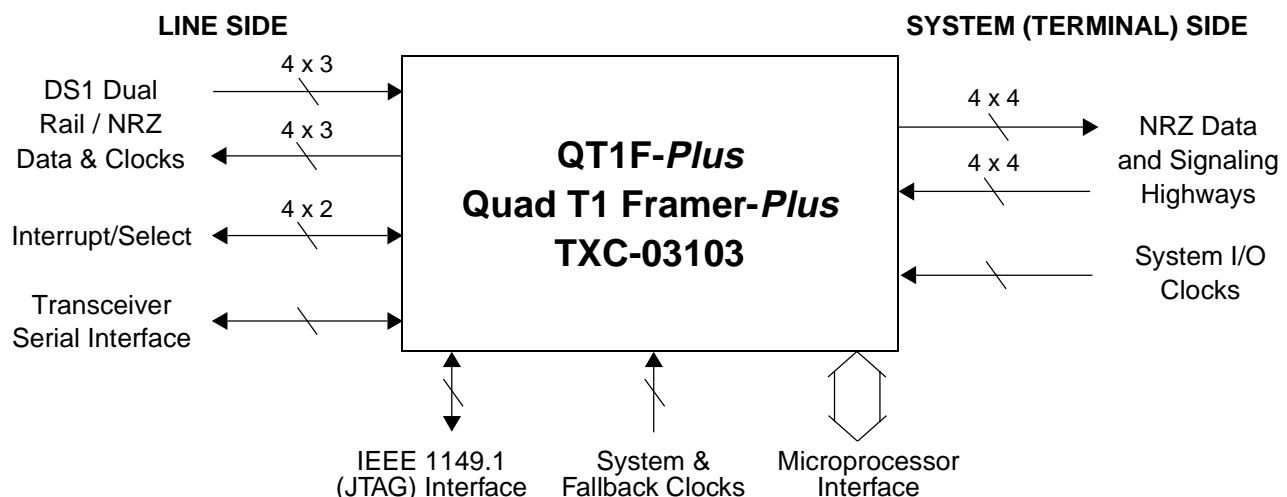 LINE SIDE
SYSTEM (TERMINAL) SIDE
4 x 3
DS1 Dual
Rail / NRZ
Data & Clocks
4 x 3
4 x 2
Interrupt/Select
Transceiver
Serial Interface
QT1F-Plus
Quad T1 Framer-Plus
TXC-03103
4 x 4
NRZ Data
and Signaling
Highways
4 x 4
System I/O
Clocks
IEEE 1149.1
(JTAG) Interface
System &
Fallback Clocks
Microprocessor
Interface